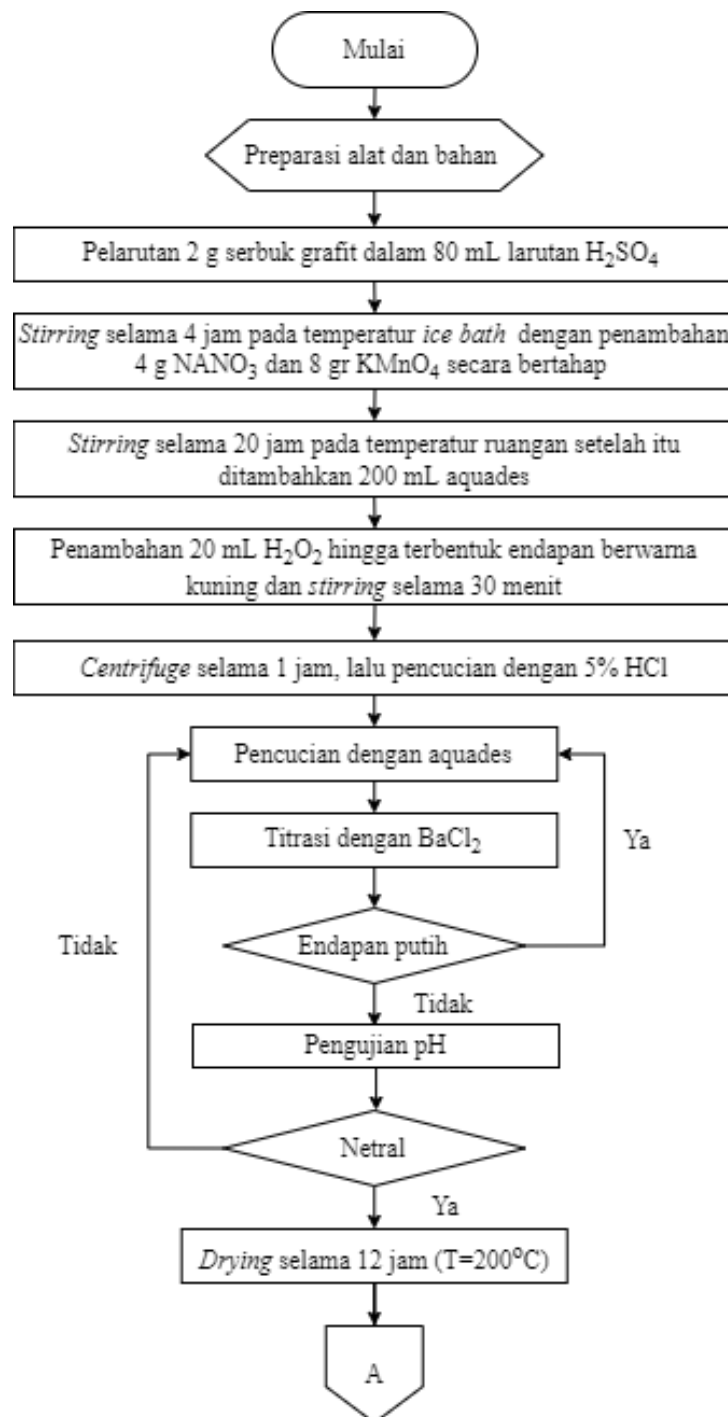 Mulai
Preparasi alat dan bahan
Pelarutan 2 g serbuk grafit dalam 80 mL larutan H₂SO₄
Stirring selama 4 jam pada temperatur ice bath dengan penambahan
4 g NANO₃ dan 8 gr KMnO₄ secara bertahap
Stirring selama 20 jam pada temperatur ruangan setelah itu
ditambahkan 200 mL aquades
Penambahan 20 mL H₂O₂ hingga terbentuk endapan berwarna
kuning dan stirring selama 30 menit
Centrifuge selama 1 jam, lalu pencucian dengan 5% HCl
Pencucian dengan aquades
Titrasi dengan BaCl₂
Ya
Endapan putih
Tidak
Tidak
Pengujian pH
Netral
Ya
Drying selama 12 jam (T=200⁰C)
A